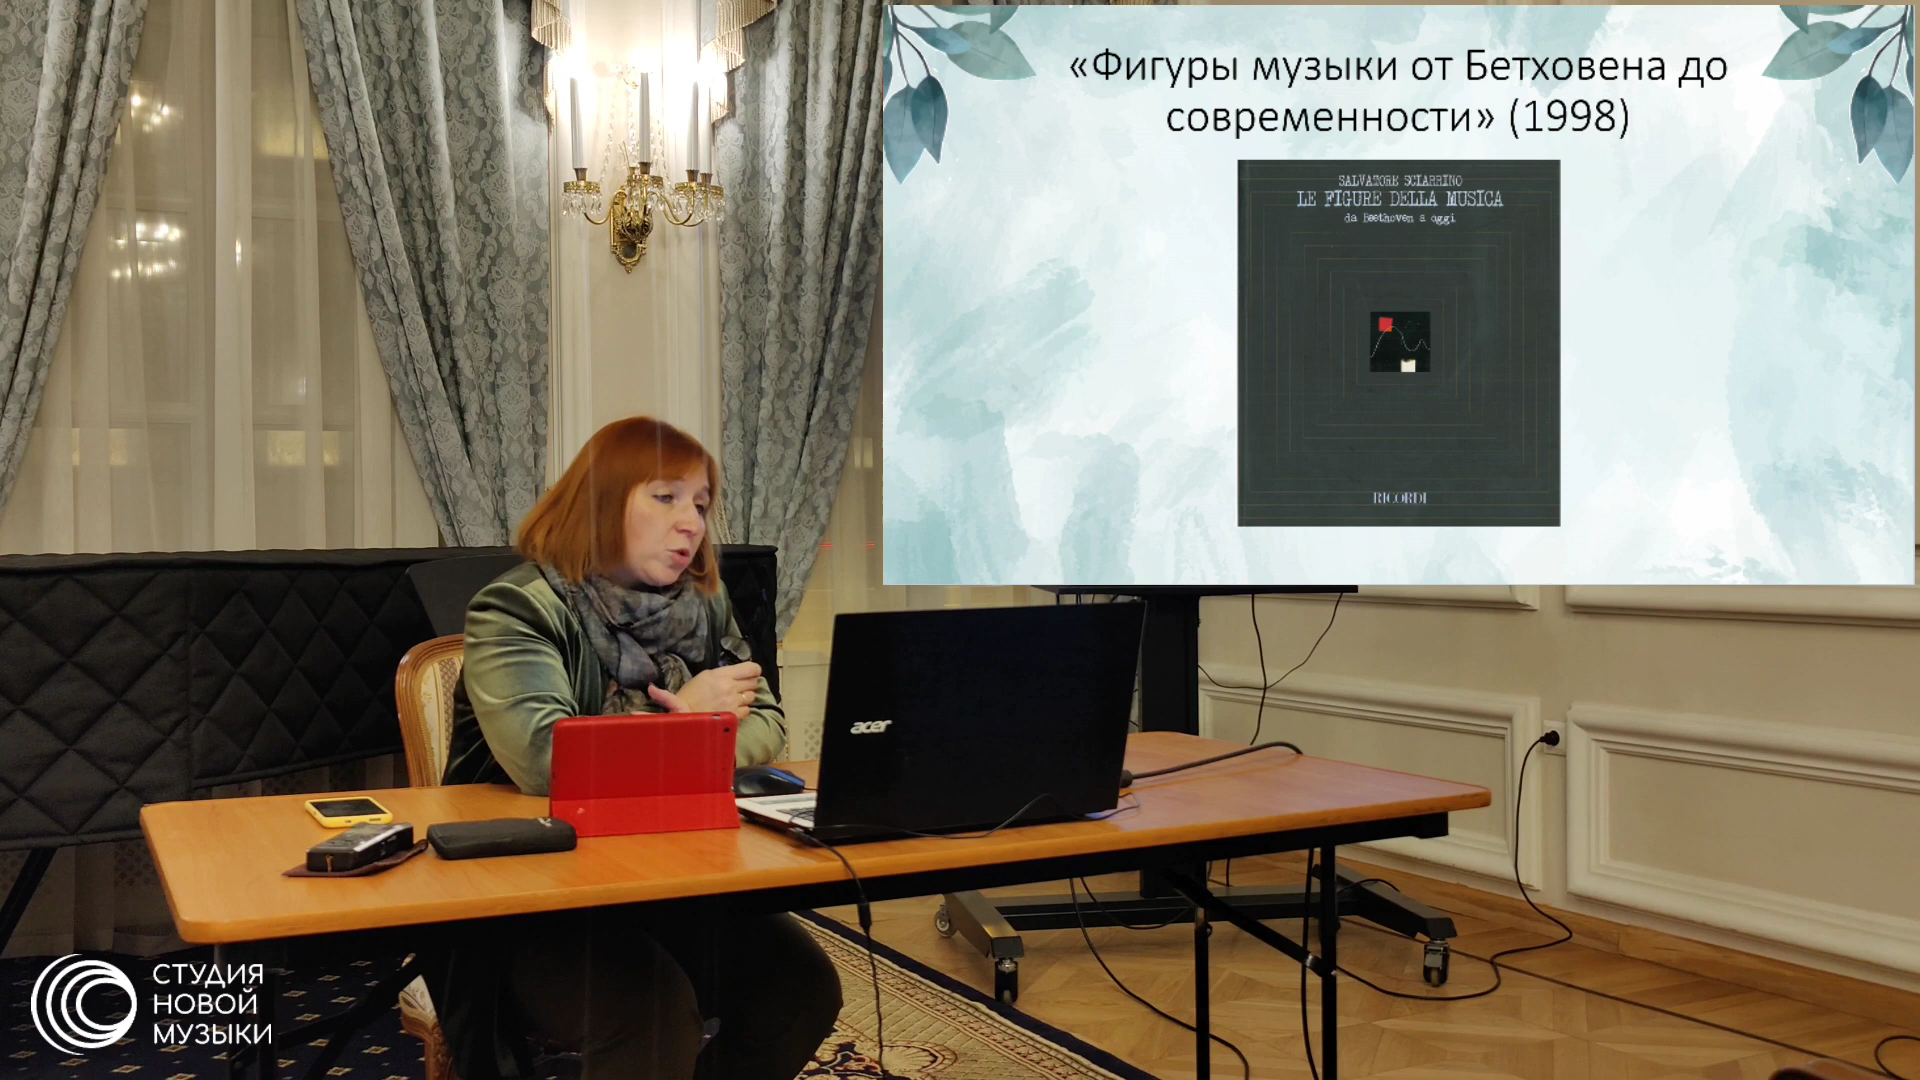 «Фигуры музыки от Бетховена до
современности» (1998)
SALVATORE SCIARRINO
LE FIGURE DELLA MUSICA
da Beethoven a oggi
RICORDI
acer
СТУДИЯ
НОВОЙ
МУЗЫКИ